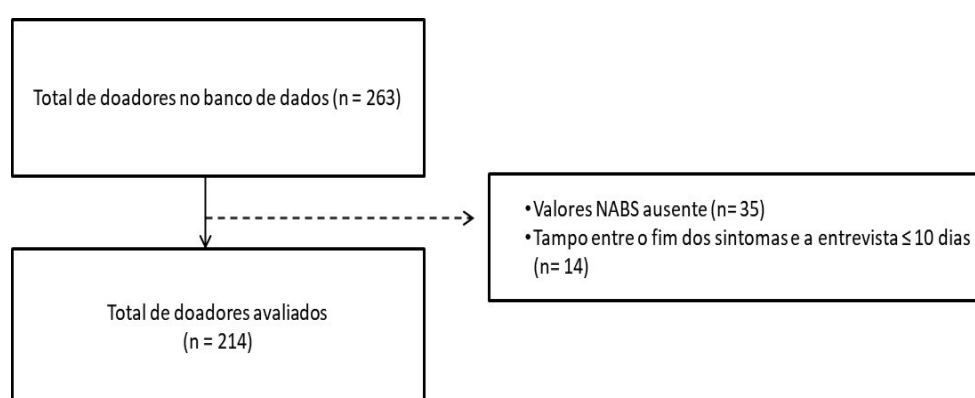 Total de doadores no banco de dados (n = 263)
•Valores NABS ausente (n= 35)
•Tampo entre o fim dos sintomas e a entrevista ≤ 10 dias
(n= 14)
Total de doadores avaliados
(n = 214)